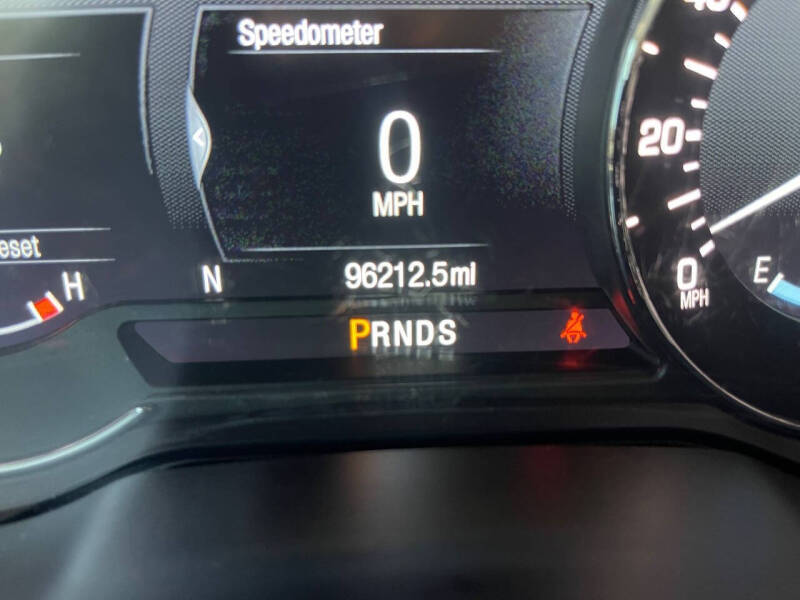 Speedometer
0
MPH
20
eset
H
N
96212.5mi
0
MPH
E
PRNDS